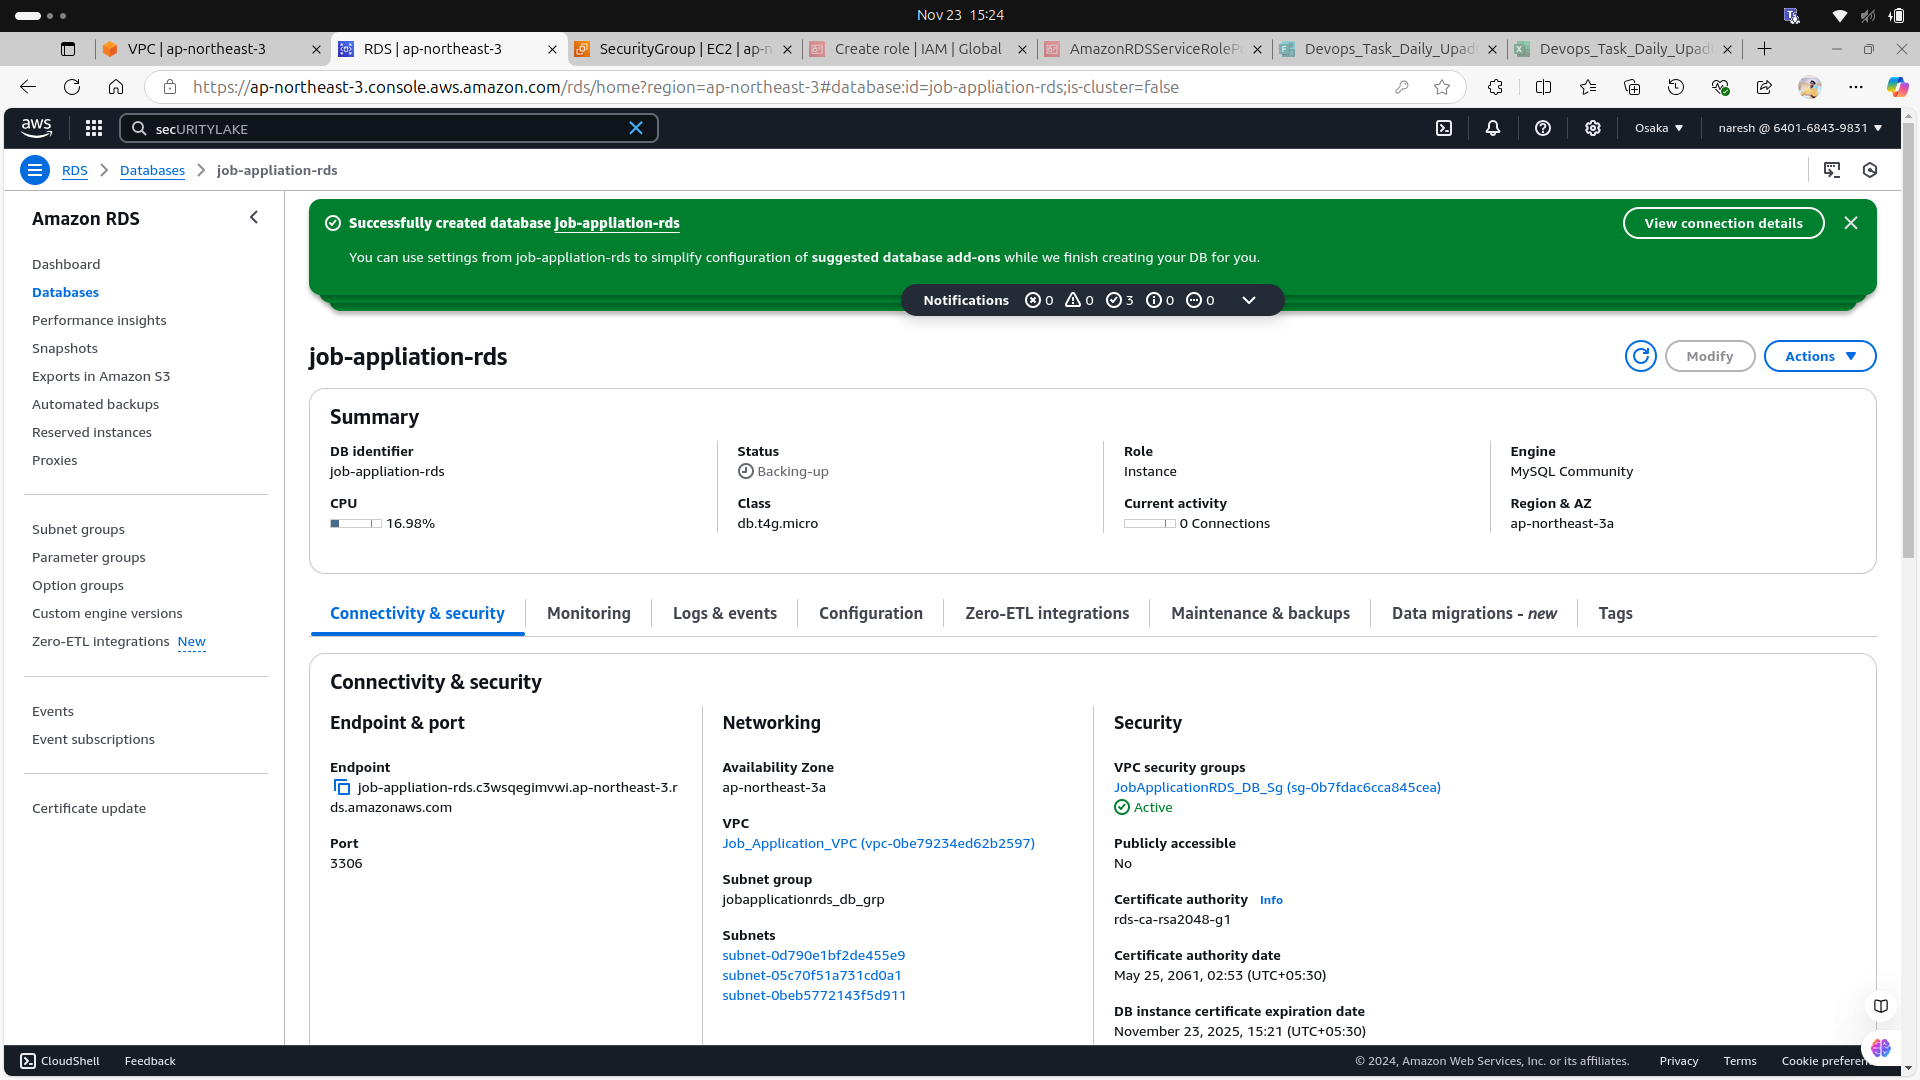 Nov 23 15:24
VPC | ap-northeast-3
RDS | ap-northeast-3
SecurityGroup | EC2 | ap-n
Create role | IAM | Global
AmazonRDSServiceRoleP
Devops_Task_Daily_Upad
Devops_Task_Daily_Upad
https://ap-northeast-3.console.aws.amazon.com/rds/home?region=ap-northeast-3#database:id=job-appliation-rds;is-cluster=false
aws
secURITYLAKE
Osaka
naresh @ 6401-6843-9831
RDS
Databases
job-appliation-rds
Amazon RDS
Dashboard
Databases
Performance insights
Snapshots
Exports in Amazon S3
Automated backups
Reserved instances
Proxies
Subnet groups
Parameter groups
Option groups
Custom engine versions
Zero-ETL integrations New
Events
Event subscriptions
Certificate update
Successfully created database job-appliation-rds
View connection details
You can use settings from job-appliation-rds to simplify configuration of suggested database add-ons while we finish creating your DB for you.
Notifications 0 0 3 0 0
job-appliation-rds
Modify
Actions
Summary
DB identifier
job-appliation-rds
CPU
16.98%
Status
Backing-up
Class
db.t4g.micro
Role
Instance
Current activity
0 Connections
Engine
MySQL Community
Region & AZ
ap-northeast-3a
Connectivity & security
Monitoring
Logs & events
Configuration
Zero-ETL integrations
Maintenance & backups
Data migrations - new
Tags
Connectivity & security
Endpoint & port
Endpoint
job-appliation-rds.c3wsqegimvwi.ap-northeast-3.r
ds.amazonaws.com
Port
3306
Networking
Availability Zone
ap-northeast-3a
VPC
Job_Application_VPC (vpc-0be79234ed62b2597)
Subnet group
jobapplicationrds_db_grp
Subnets
subnet-0d790e1bf2de455e9
subnet-05c70f51a731cd0a1
subnet-0beb5772143f5d911
Security
VPC security groups
JobApplicationRDS_DB_Sg (sg-0b7fdac6cca845cea)
Active
Publicly accessible
No
Certificate authority Info
rds-ca-rsa2048-g1
Certificate authority date
May 25, 2061, 02:53 (UTC+05:30)
DB instance certificate expiration date
November 23, 2025, 15:21 (UTC+05:30)
CloudShell
Feedback
© 2024, Amazon Web Services, Inc. or its affiliates.
Privacy
Terms
Cookie preferen